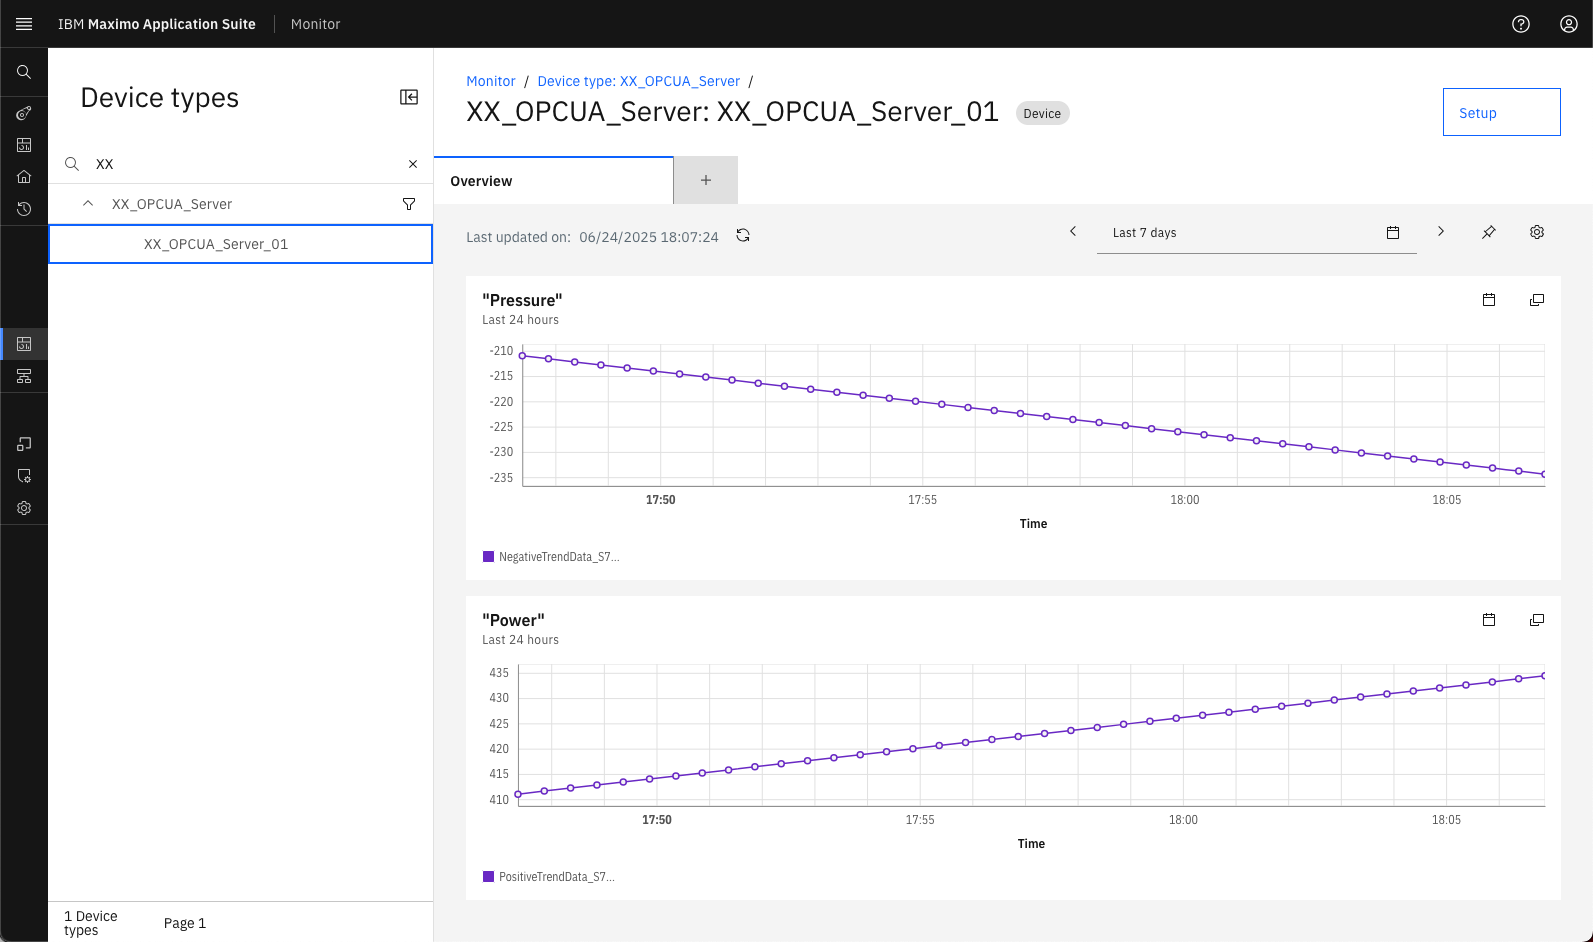 IBM Maximo Application Suite Monitor
Device types
XX
XX_OPCUA_Server
XX_OPCUA_Server_01
1 Device types
Page 1
Monitor / Device type: XX_OPCUA_Server /
XX_OPCUA_Server: XX_OPCUA_Server_01 Device
Setup
Overview
Last updated on: 06/24/2025 18:07:24
Last 7 days
"Pressure"
Last 24 hours
-210
-215
-220
-225
-230
-235
17:50 17:55 18:00 18:05
Time
NegativeTrendData_S7...
"Power"
Last 24 hours
435
430
425
420
415
410
17:50 17:55 18:00 18:05
Time
PositiveTrendData_S7...